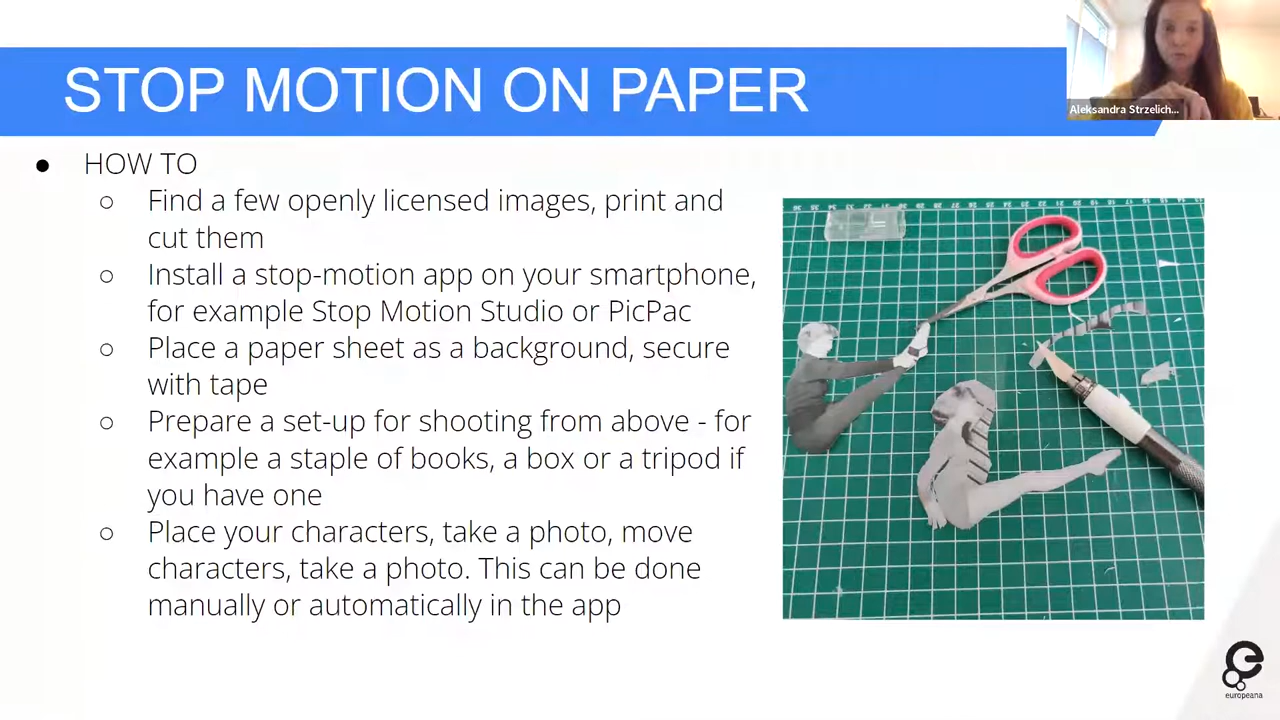 STOP MOTION ON PAPER
Aleksandra Strzelich...
● HOW TO
○ Find a few openly licensed images, print and
cut them
○ Install a stop-motion app on your smartphone,
for example Stop Motion Studio or PicPac
○ Place a paper sheet as a background, secure
with tape
○ Prepare a set-up for shooting from above - for
example a staple of books, a box or a tripod if
you have one
○ Place your characters, take a photo, move
characters, take a photo. This can be done
manually or automatically in the app
europeana